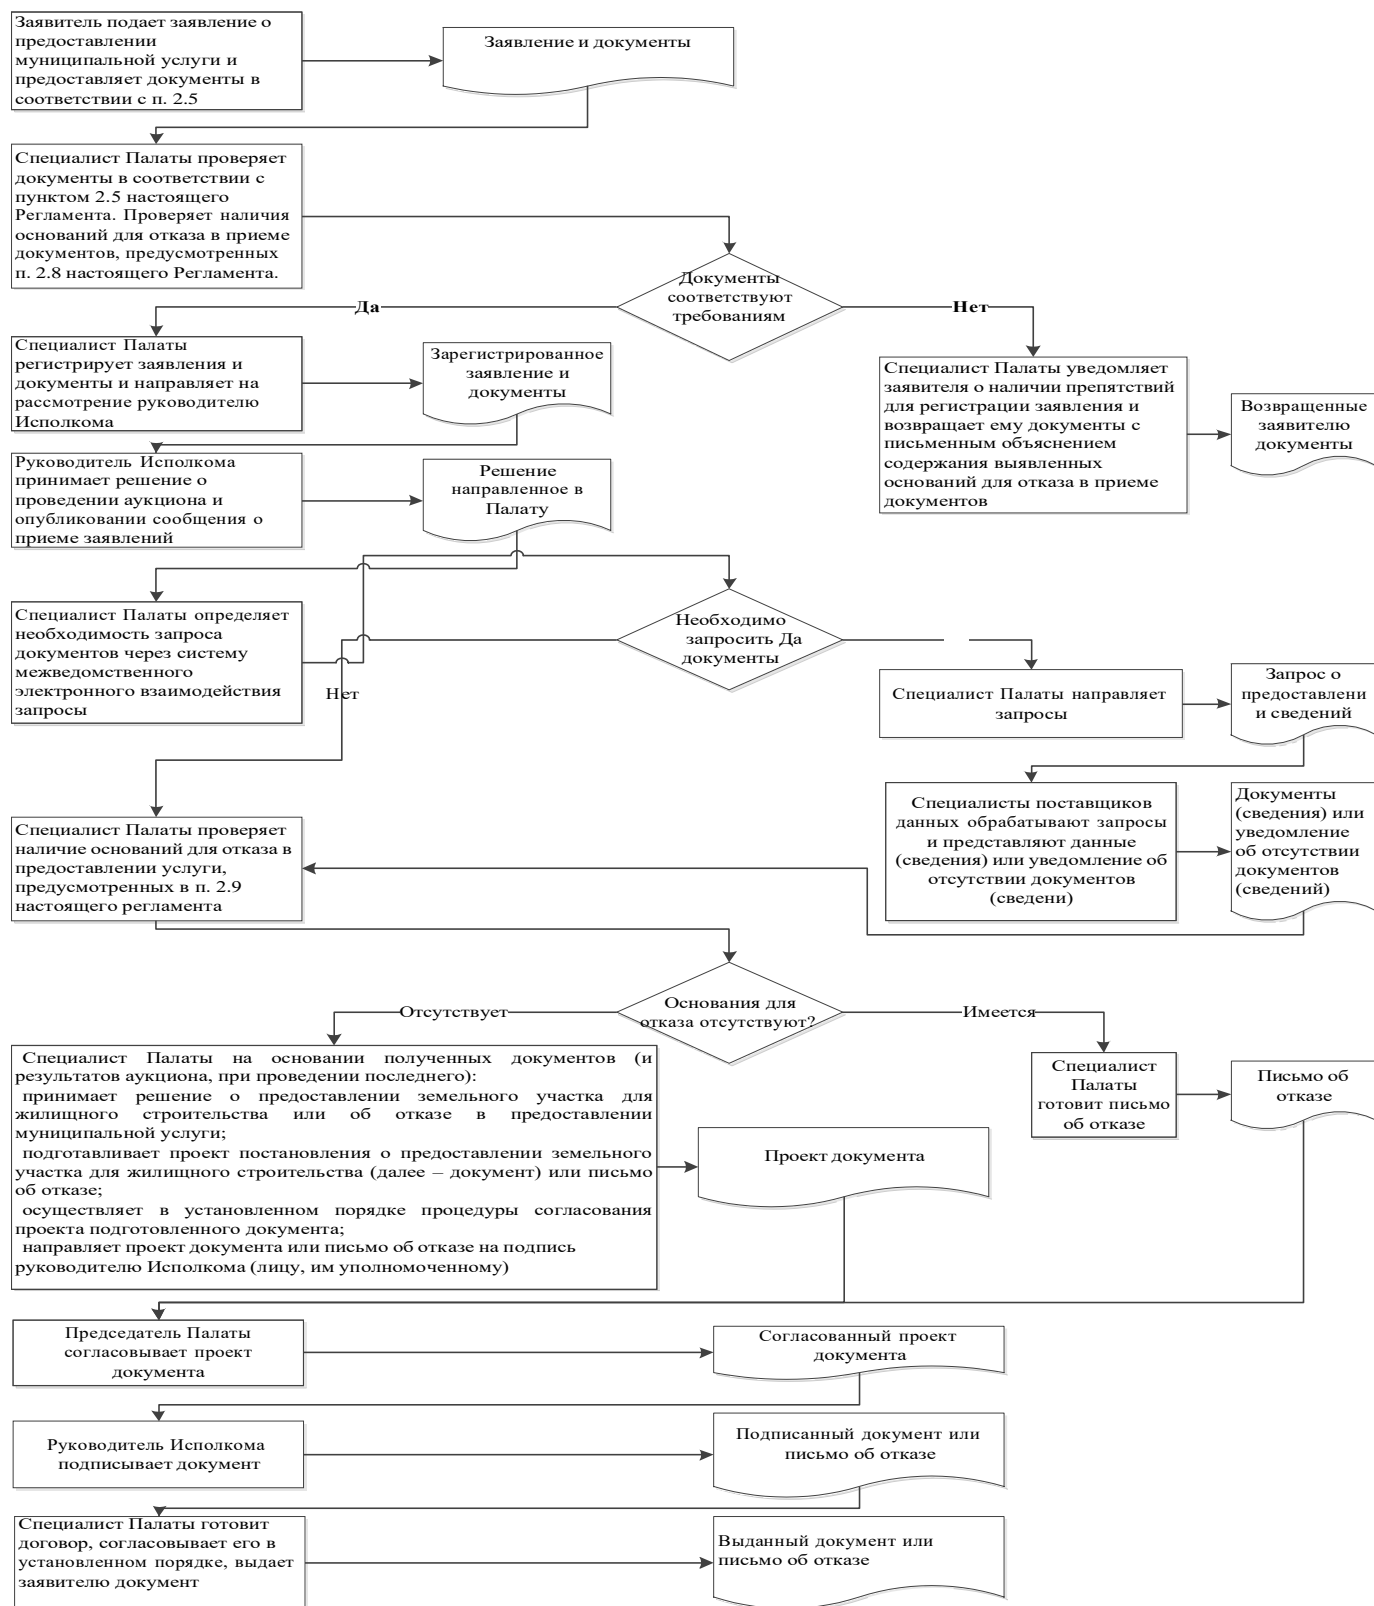 Заявитель подает заявление о
предоставлении
муниципальной услуги и
предоставляет документы в
соответствии с п. 2.5
Заявление и документы
Специалист Палаты проверяет
документы в соответствии с
пунктом 2.5 настоящего
Регламента. Проверяет наличия
оснований для отказа в приеме
документов, предусмотренных
п. 2.8 настоящего Регламента.
Документы
соответствуют
требованиям
Да
Нет
Специалист Палаты
регистрирует заявления и
документы и направляет на
рассмотрение руководителю
Исполкома
Зарегистрированное
заявление и
документы
Специалист Палаты уведомляет
заявителя о наличии препятствий
для регистрации заявления и
возвращает ему документы с
письменным объяснением
содержания выявленных
оснований для отказа в приеме
документов
Возвращенные
заявителю
документы
Руководитель Исполкома
принимает решение о
проведении аукциона и
опубликовании сообщения о
приеме заявлений
Решение
направленное в
Палату
Специалист Палаты определяет
необходимость запроса
документов через систему
межведомственного
электронного взаимодействия
запросы
Необходимо
запросить Да
документы
Нет
Специалист Палаты направляет
запросы
Запрос о
предоставлени
и сведений
Специалисты поставщиков
данных обрабатывают запросы
и представляют данные
(сведения) или уведомление об
отсутствии документов
(сведени)
Документы
(сведения) или
уведомление
об отсутствии
документов
(сведений)
Специалист Палаты проверяет
наличие оснований для отказа в
предоставлении услуги,
предусмотренных в п. 2.9
настоящего регламента
Основания для
отказа отсутствуют?
Отсутствует
Имеется
Специалист Палаты на основании полученных документов (и
результатов аукциона, при проведении последнего):
принимает решение о предоставлении земельного участка для
жилищного строительства или об отказе в предоставлении
муниципальной услуги;
подготавливает проект постановления о предоставлении земельного
участка для жилищного строительства (далее – документ) или письмо
об отказе;
осуществляет в установленном порядке процедуры согласования
проекта подготовленного документа;
направляет проект документа или письмо об отказе на подпись
руководителю Исполкома (лицу, им уполномоченному)
Проект документа
Специалист
Палаты
готовит письмо
об отказе
Письмо об
отказе
Председатель Палаты
согласовывает проект
документа
Согласованный проект
документа
Руководитель Исполкома
подписывает документ
Подписанный документ или
письмо об отказе
Специалист Палаты готовит
договор, согласовывает его в
установленном порядке, выдает
заявителю документ
Выданный документ или
письмо об отказе